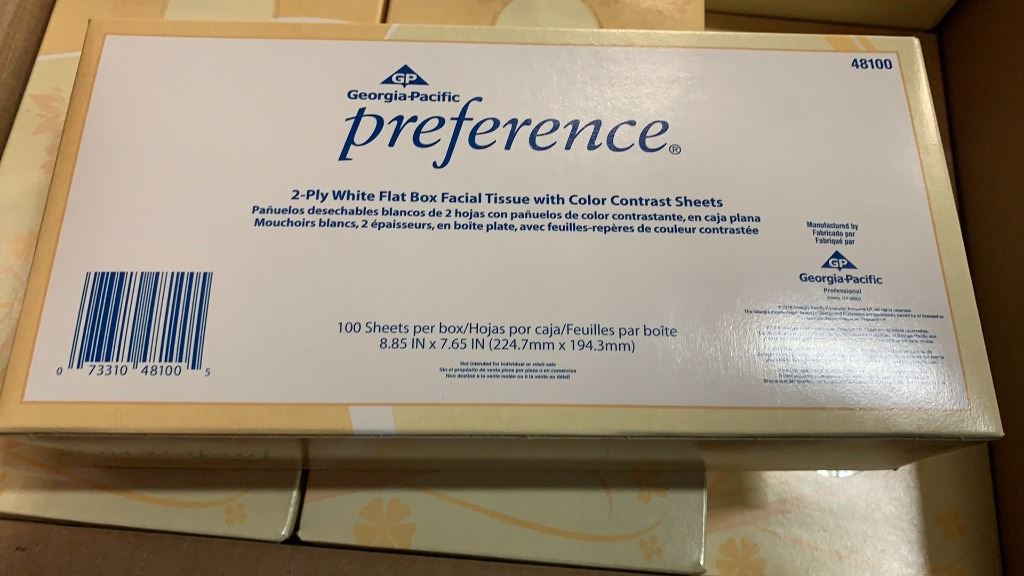 48100
GP
Georgia-Pacific
preference®
2-Ply White Flat Box Facial Tissue with Color Contrast Sheets
Pañuelos desechables blancos de 2 hojas con pañuelos de color contrastante, en caja plana
Mouchoirs blancs, 2 épaisseurs, en boîte plate, avec feuilles-repères de couleur contrastée
Manufactured by
Fabricado por
Fabriqué par
GP
Georgia-Pacific
Professional
100 Sheets per box/Hojas por caja/Feuilles par boîte
8.85 IN x 7.65 IN (224.7mm x 194.3mm)
Not intended for individual or retail sale
Sin el propósito de venta pieza por pieza o en comercios
Non destiné à la vente isolée ou à la vente au détail
0 73310 48100 5